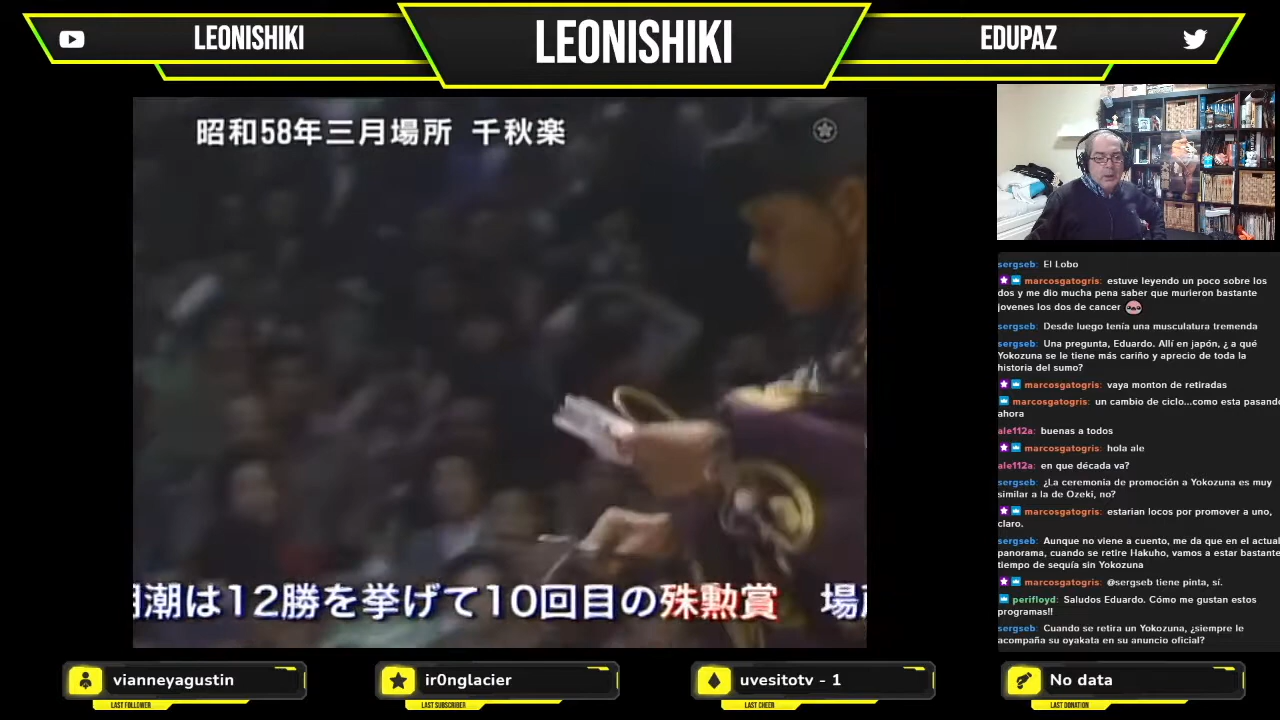 LEONISHIKI
LEONISHIKI
EDUPAZ
昭和58年三月場所 千秋楽
潮は12勝を挙げて10回目の殊勲賞 場
sergseb: El Lobo
marcosgatogris: estuve leyendo un poco sobre los
dos y me dio mucha pena saber que murieron bastante
jovenes los dos de cancer
sergseb: Desde luego tenía una musculatura tremenda
sergseb: Una pregunta, Eduardo. Allí en japón, ¿ a qué
Yokozuna se le tiene más cariño y aprecio de toda la
historia del sumo?
marcosgatogris: vaya monton de retiradas
marcosgatogris: un cambio de ciclo...como esta pasando
ahora
ale112a: buenas a todos
marcosgatogris: hola ale
ale112a: en que década va?
sergseb: ¿La ceremonia de promoción a Yokozuna es muy
similar a la de Ozeki, no?
marcosgatogris: estarian locos por promover a uno,
claro.
sergseb: Aunque no viene a cuento, me da que en el actual
panorama, cuando se retire Hakuho, vamos a estar bastante
tiempo de sequía sin Yokozuna
marcosgatogris: @sergseb tiene pinta, sí.
perifloyd: Saludos Eduardo. Cómo me gustan estos
programas!!
sergseb: Cuando se retira un Yokozuna, ¿siempre le
acompaña su oyakata en su anuncio oficial?
vianneyagustin
LAST FOLLOWER
ir0nglacier
LAST SUBSCRIBER
uvesitotv - 1
LAST CHEER
No data
LAST DONATION